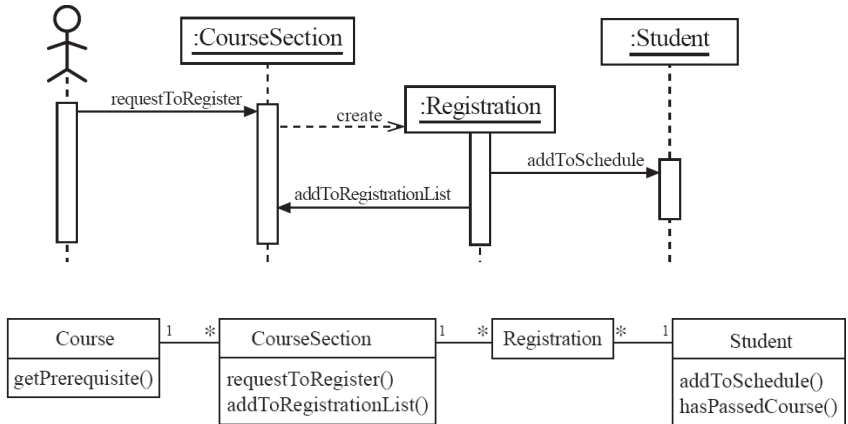 :CourseSection
:Student
requestToRegister
create
:Registration
addToSchedule
addToRegistrationList
Course
1
*
CourseSection
1
*
Registration
*
1
Student
getPrerequisite()
requestToRegister()
addToRegistrationList()
addToSchedule()
hasPassedCourse()